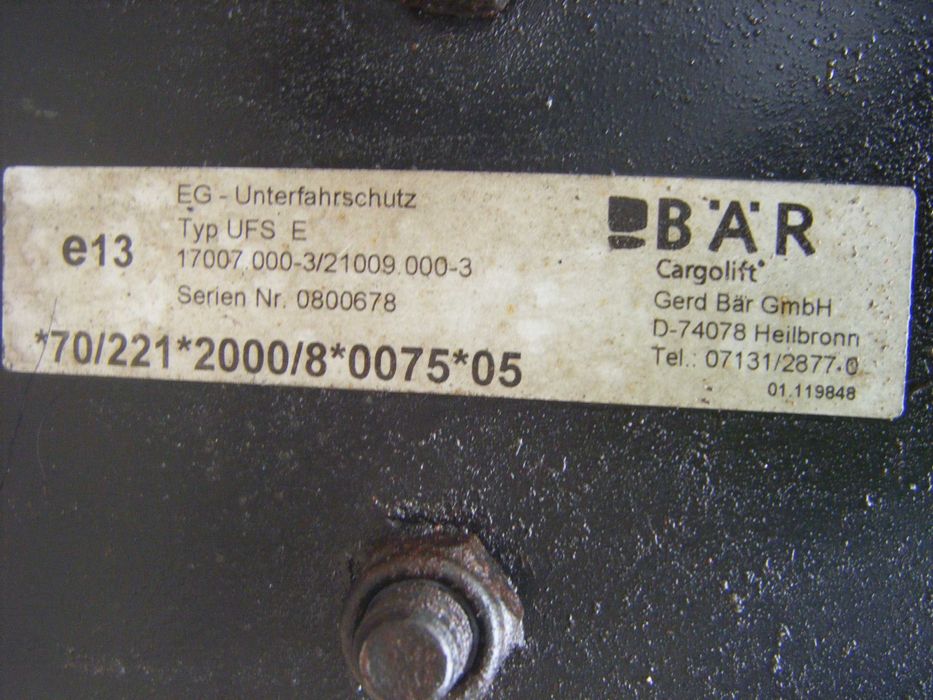 e13
EG - Unterfahrschutz
Typ UFS E
17007.000-3/21009.000-3
Serien Nr. 0800678
*70/221*2000/8*0075*05
BÄR
Cargolift
Gerd Bär GmbH
D-74078 Heilbronn
Tel.: 07131/2877-0
01.119848